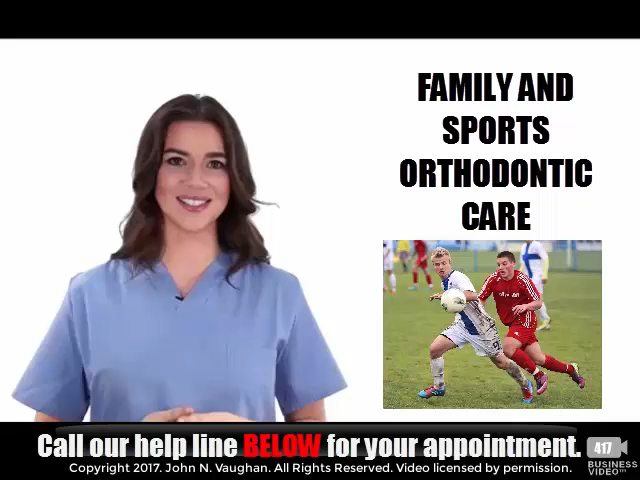 FAMILY AND
SPORTS
ORTHODONTIC
CARE
Call our help line BELOW for your appointment.
Copyright 2017. John N. Vaughan. All Rights Reserved. Video licensed by permission.
417
BUSINESS
VIDEO